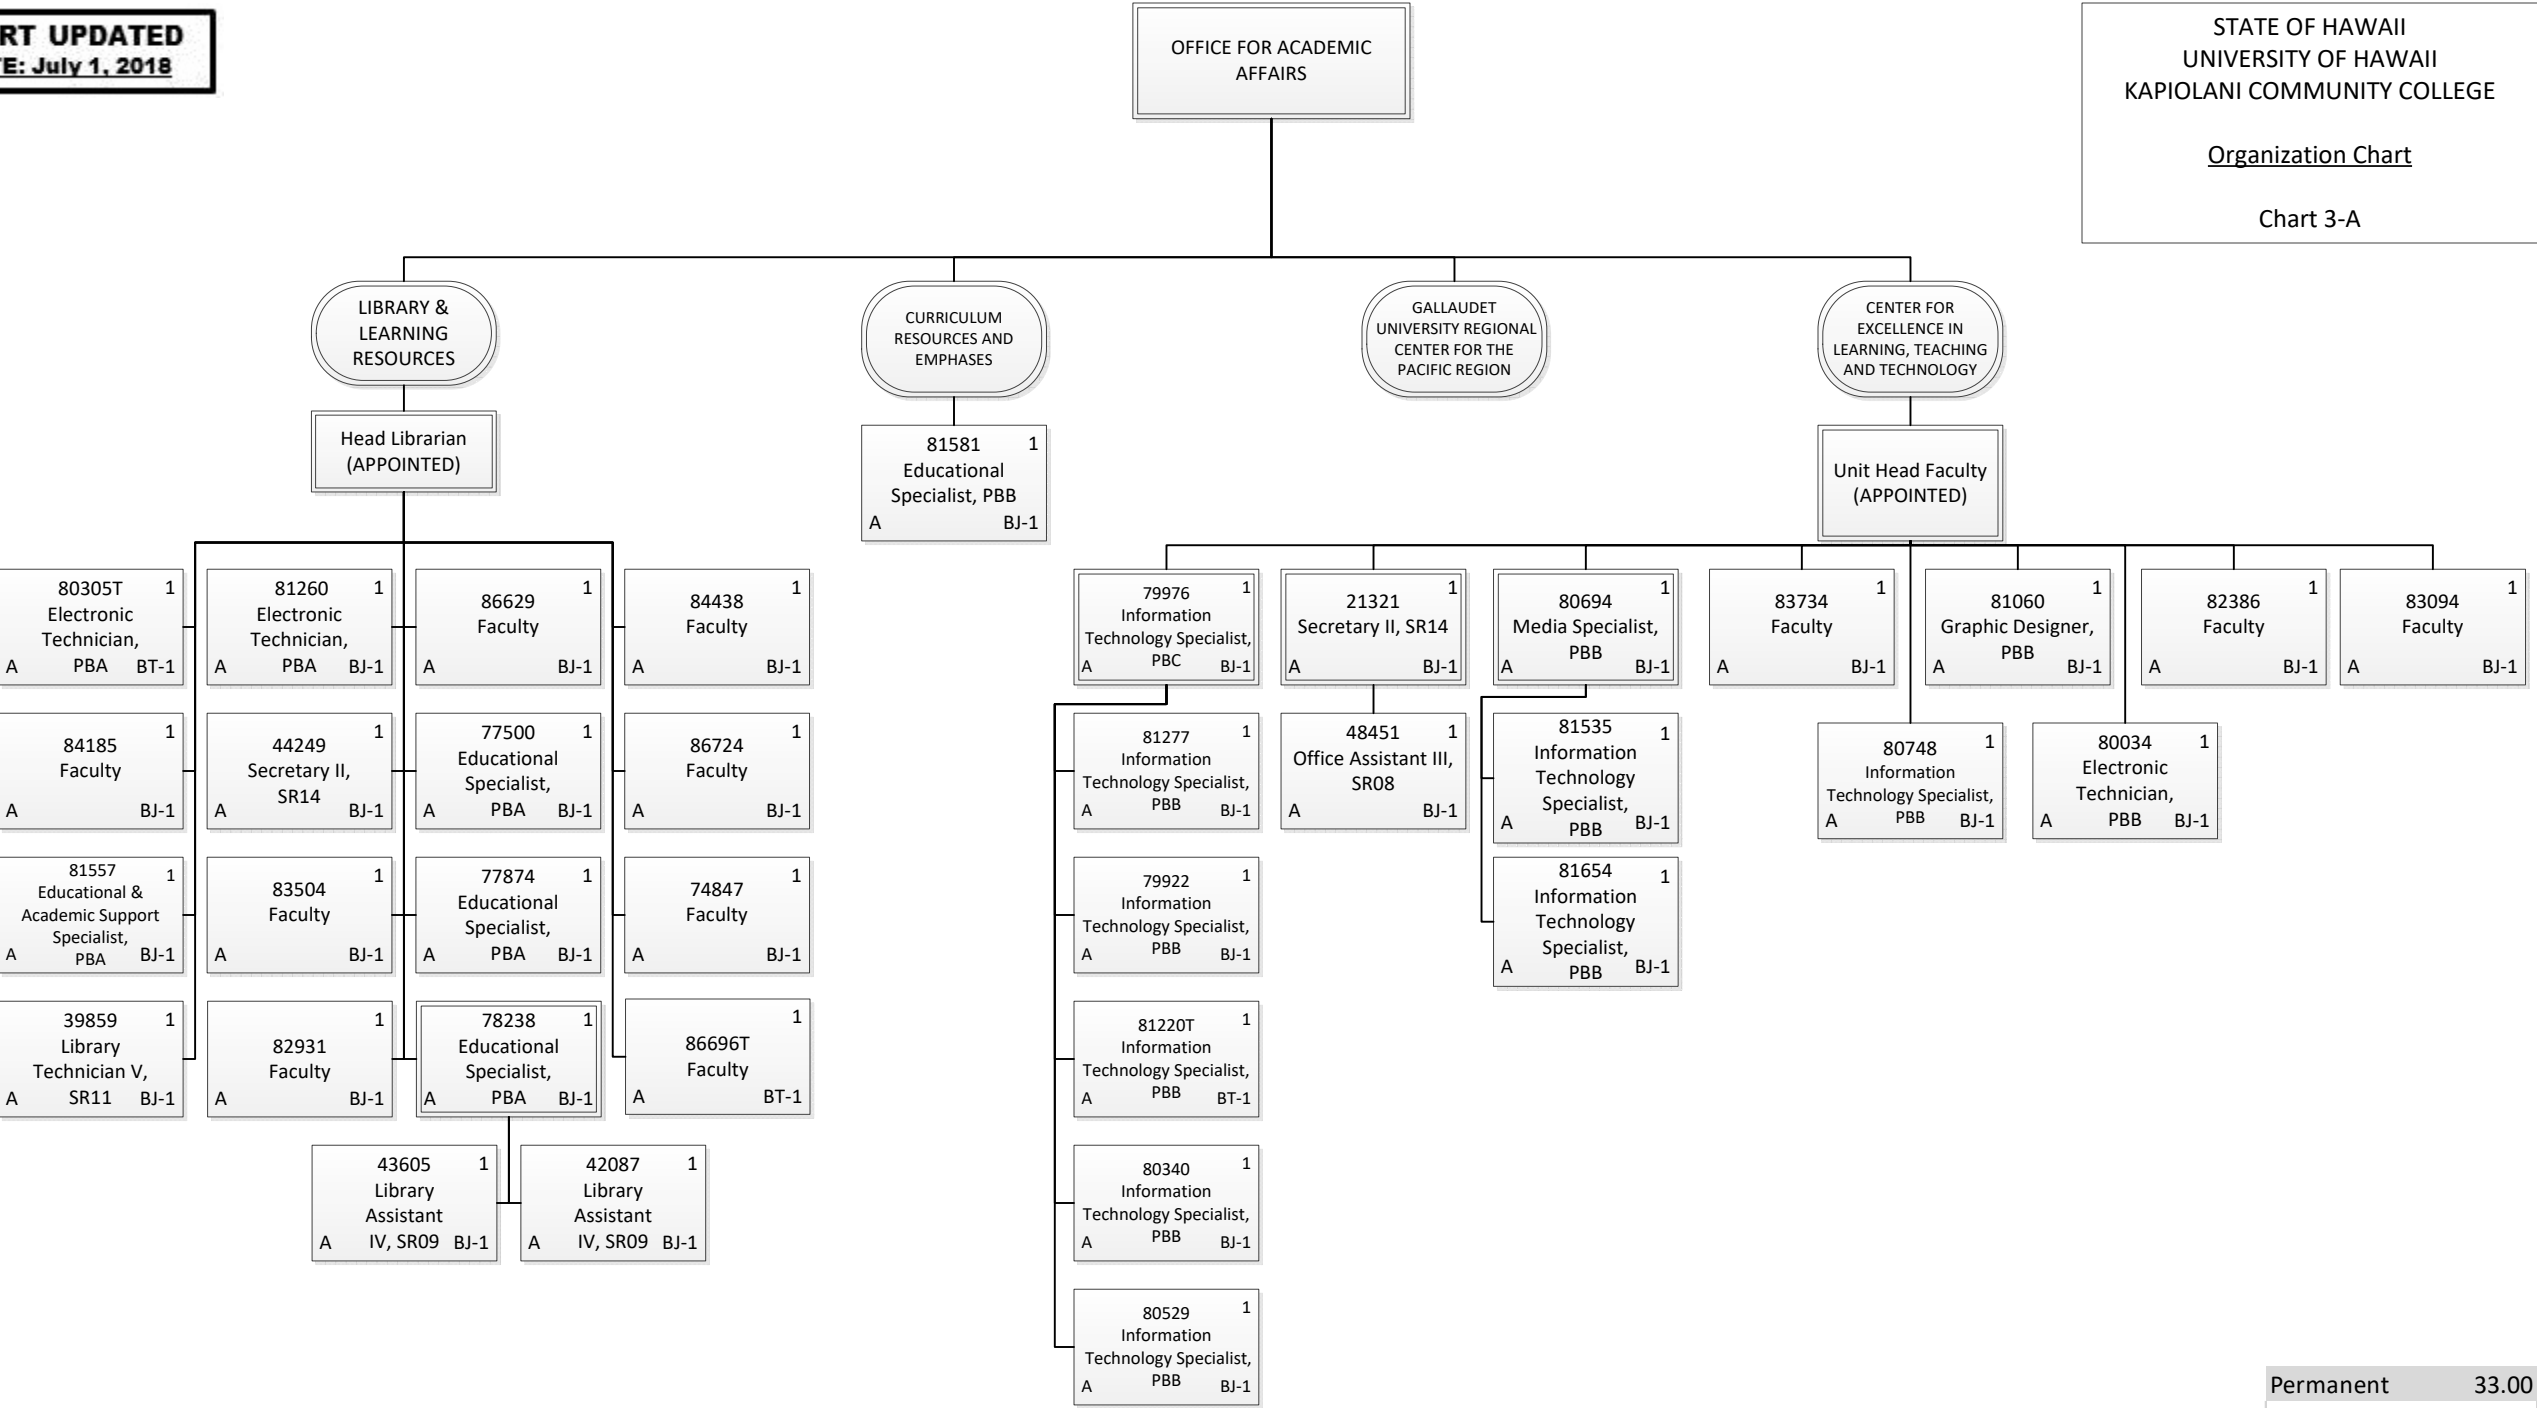 RT UPDATED
E: July 1, 2018
OFFICE FOR ACADEMIC
AFFAIRS
STATE OF HAWAII
UNIVERSITY OF HAWAII
KAPIOLANI COMMUNITY COLLEGE
Organization Chart
Chart 3-A
LIBRARY &
LEARNING
RESOURCES
CURRICULUM
RESOURCES AND
EMPHASES
GALLAUDET
UNIVERSITY REGIONAL
CENTER FOR THE
PACIFIC REGION
CENTER FOR
EXCELLENCE IN
LEARNING, TEACHING
AND TECHNOLOGY
Head Librarian
(APPOINTED)
81581 1
Educational
Specialist, PBB
A BJ-1
Unit Head Faculty
(APPOINTED)
80305T 1
Electronic
Technician,
A PBA BT-1
81260 1
Electronic
Technician,
A PBA BJ-1
86629 1
Faculty
A BJ-1
84438 1
Faculty
A BJ-1
79976 1
Information
Technology Specialist,
PBC
A BJ-1
21321 1
Secretary II, SR14
A BJ-1
80694 1
Media Specialist,
PBB
A BJ-1
83734 1
Faculty
A BJ-1
81060 1
Graphic Designer,
PBB
A BJ-1
82386 1
Faculty
A BJ-1
83094 1
Faculty
A BJ-1
84185 1
Faculty
A BJ-1
44249 1
Secretary II,
SR14
A BJ-1
77500 1
Educational
Specialist,
A PBA BJ-1
86724 1
Faculty
A BJ-1
81277 1
Information
Technology Specialist,
A PBB BJ-1
48451 1
Office Assistant III,
SR08
A BJ-1
81535 1
Information
Technology
Specialist,
A PBB BJ-1
80748 1
Information
Technology Specialist,
A PBB BJ-1
80034 1
Electronic
Technician,
A PBB BJ-1
81557 1
Educational &
Academic Support
Specialist,
A PBA BJ-1
83504 1
Faculty
A BJ-1
77874 1
Educational
Specialist,
A PBA BJ-1
74847 1
Faculty
A BJ-1
79922 1
Information
Technology Specialist,
A PBB BJ-1
81654 1
Information
Technology
Specialist,
A PBB BJ-1
39859 1
Library
Technician V,
A SR11 BJ-1
82931 1
Faculty
A BJ-1
78238 1
Educational
Specialist,
A PBA BJ-1
86696T 1
Faculty
A BT-1
81220T 1
Information
Technology Specialist,
A PBB BT-1
43605 1
Library
Assistant
A IV, SR09 BJ-1
42087 1
Library
Assistant
A IV, SR09 BJ-1
80340 1
Information
Technology Specialist,
A PBB BJ-1
80529 1
Information
Technology Specialist,
A PBB BJ-1
Permanent 33.00